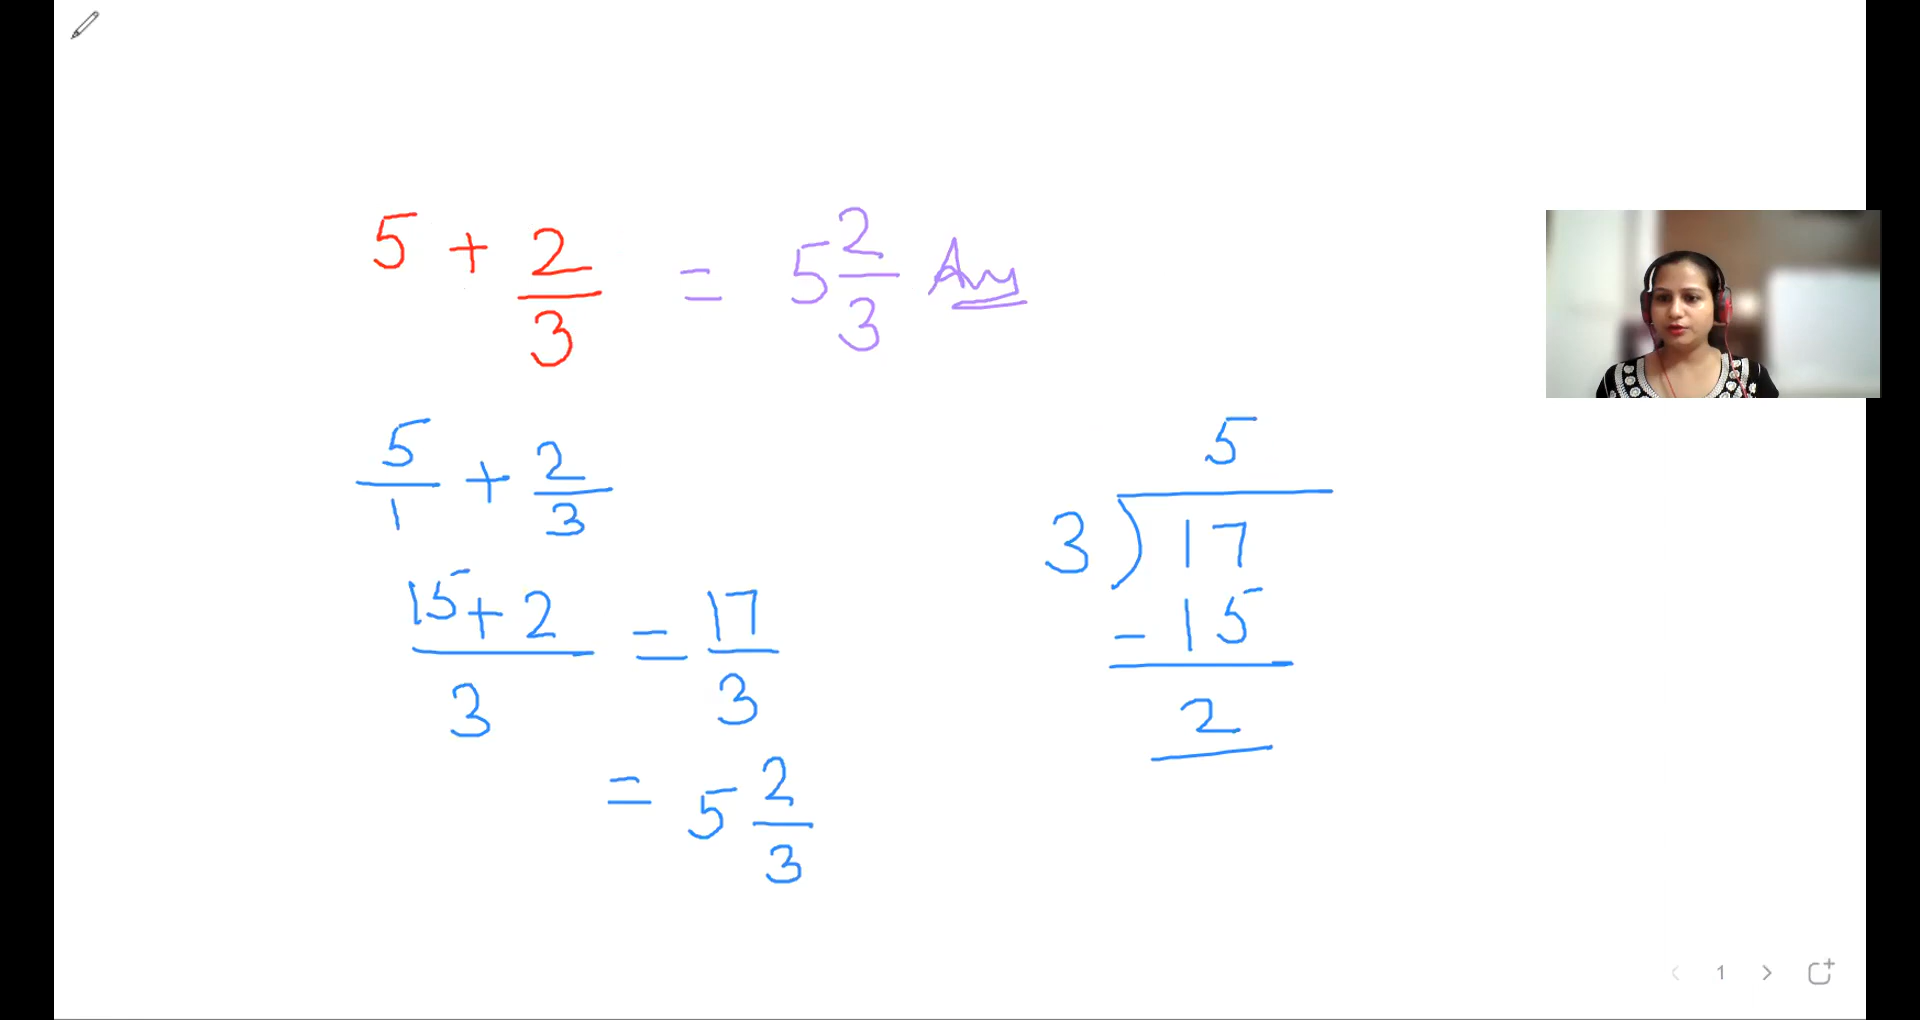 5 + 2/3 = 5 2/3 Ans
5/1 + 2/3
15 + 2/3 = 17/3
= 5 2/3
5
3 ) 17
- 15
2
1